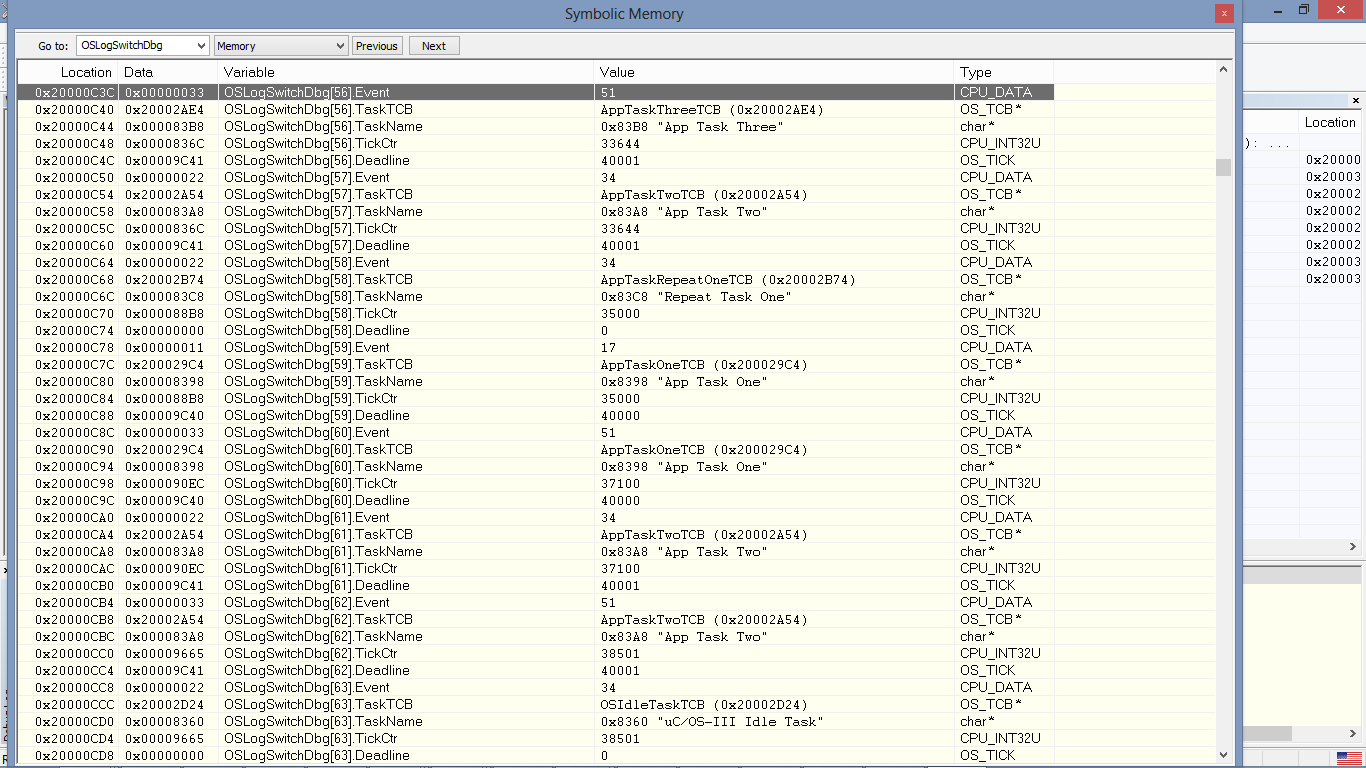 Symbolic Memory
x
Go to: OSLogSwitchDbg Memory Previous Next
Location Data Variable Value Type
0x20000C3C 0x00000033 OSLogSwitchDbg[56].Event 51 CPU_DATA
0x20000C40 0x20002AE4 OSLogSwitchDbg[56].TaskTCB AppTaskThreeTCB (0x20002AE4) OS_TCB*
0x20000C44 0x000083B8 OSLogSwitchDbg[56].TaskName 0x83B8 "App Task Three" char*
0x20000C48 0x0000836C OSLogSwitchDbg[56].TickCtr 33644 CPU_INT32U
0x20000C4C 0x00009C41 OSLogSwitchDbg[56].Deadline 40001 OS_TICK
0x20000C50 0x00000022 OSLogSwitchDbg[57].Event 34 CPU_DATA
0x20000C54 0x20002A54 OSLogSwitchDbg[57].TaskTCB AppTaskTwoTCB (0x20002A54) OS_TCB*
0x20000C58 0x000083A8 OSLogSwitchDbg[57].TaskName 0x83A8 "App Task Two" char*
0x20000C5C 0x0000836C OSLogSwitchDbg[57].TickCtr 33644 CPU_INT32U
0x20000C60 0x00009C41 OSLogSwitchDbg[57].Deadline 40001 OS_TICK
0x20000C64 0x00000022 OSLogSwitchDbg[58].Event 34 CPU_DATA
0x20000C68 0x20002B74 OSLogSwitchDbg[58].TaskTCB AppTaskRepeatOneTCB (0x20002B74) OS_TCB*
0x20000C6C 0x000083C8 OSLogSwitchDbg[58].TaskName 0x83C8 "Repeat Task One" char*
0x20000C70 0x000088B8 OSLogSwitchDbg[58].TickCtr 35000 CPU_INT32U
0x20000C74 0x00000000 OSLogSwitchDbg[58].Deadline 0 OS_TICK
0x20000C78 0x00000011 OSLogSwitchDbg[59].Event 17 CPU_DATA
0x20000C7C 0x200029C4 OSLogSwitchDbg[59].TaskTCB AppTaskOneTCB (0x200029C4) OS_TCB*
0x20000C80 0x00008398 OSLogSwitchDbg[59].TaskName 0x8398 "App Task One" char*
0x20000C84 0x000088B8 OSLogSwitchDbg[59].TickCtr 35000 CPU_INT32U
0x20000C88 0x00009C40 OSLogSwitchDbg[59].Deadline 40000 OS_TICK
0x20000C8C 0x00000033 OSLogSwitchDbg[60].Event 51 CPU_DATA
0x20000C90 0x200029C4 OSLogSwitchDbg[60].TaskTCB AppTaskOneTCB (0x200029C4) OS_TCB*
0x20000C94 0x00008398 OSLogSwitchDbg[60].TaskName 0x8398 "App Task One" char*
0x20000C98 0x000090EC OSLogSwitchDbg[60].TickCtr 37100 CPU_INT32U
0x20000C9C 0x00009C40 OSLogSwitchDbg[60].Deadline 40000 OS_TICK
0x20000CA0 0x00000022 OSLogSwitchDbg[61].Event 34 CPU_DATA
0x20000CA4 0x20002A54 OSLogSwitchDbg[61].TaskTCB AppTaskTwoTCB (0x20002A54) OS_TCB*
0x20000CA8 0x000083A8 OSLogSwitchDbg[61].TaskName 0x83A8 "App Task Two" char*
0x20000CAC 0x000090EC OSLogSwitchDbg[61].TickCtr 37100 CPU_INT32U
0x20000CB0 0x00009C41 OSLogSwitchDbg[61].Deadline 40001 OS_TICK
0x20000CB4 0x00000033 OSLogSwitchDbg[62].Event 51 CPU_DATA
0x20000CB8 0x20002A54 OSLogSwitchDbg[62].TaskTCB AppTaskTwoTCB (0x20002A54) OS_TCB*
0x20000CBC 0x000083A8 OSLogSwitchDbg[62].TaskName 0x83A8 "App Task Two" char*
0x20000CC0 0x00009665 OSLogSwitchDbg[62].TickCtr 38501 CPU_INT32U
0x20000CC4 0x00009C41 OSLogSwitchDbg[62].Deadline 40001 OS_TICK
0x20000CC8 0x00000022 OSLogSwitchDbg[63].Event 34 CPU_DATA
0x20000CCC 0x20002D24 OSLogSwitchDbg[63].TaskTCB OSIdleTaskTCB (0x20002D24) OS_TCB*
0x20000CD0 0x00008360 OSLogSwitchDbg[63].TaskName 0x8360 "uC/OS-III Idle Task" char*
0x20000CD4 0x00009665 OSLogSwitchDbg[63].TickCtr 38501 CPU_INT32U
0x20000CD8 0x00000000 OSLogSwitchDbg[63].Deadline 0 OS_TICK
Location
): ...
0x20000
0x20003
0x20002
0x20002
0x20002
0x20002
0x20003
0x20003